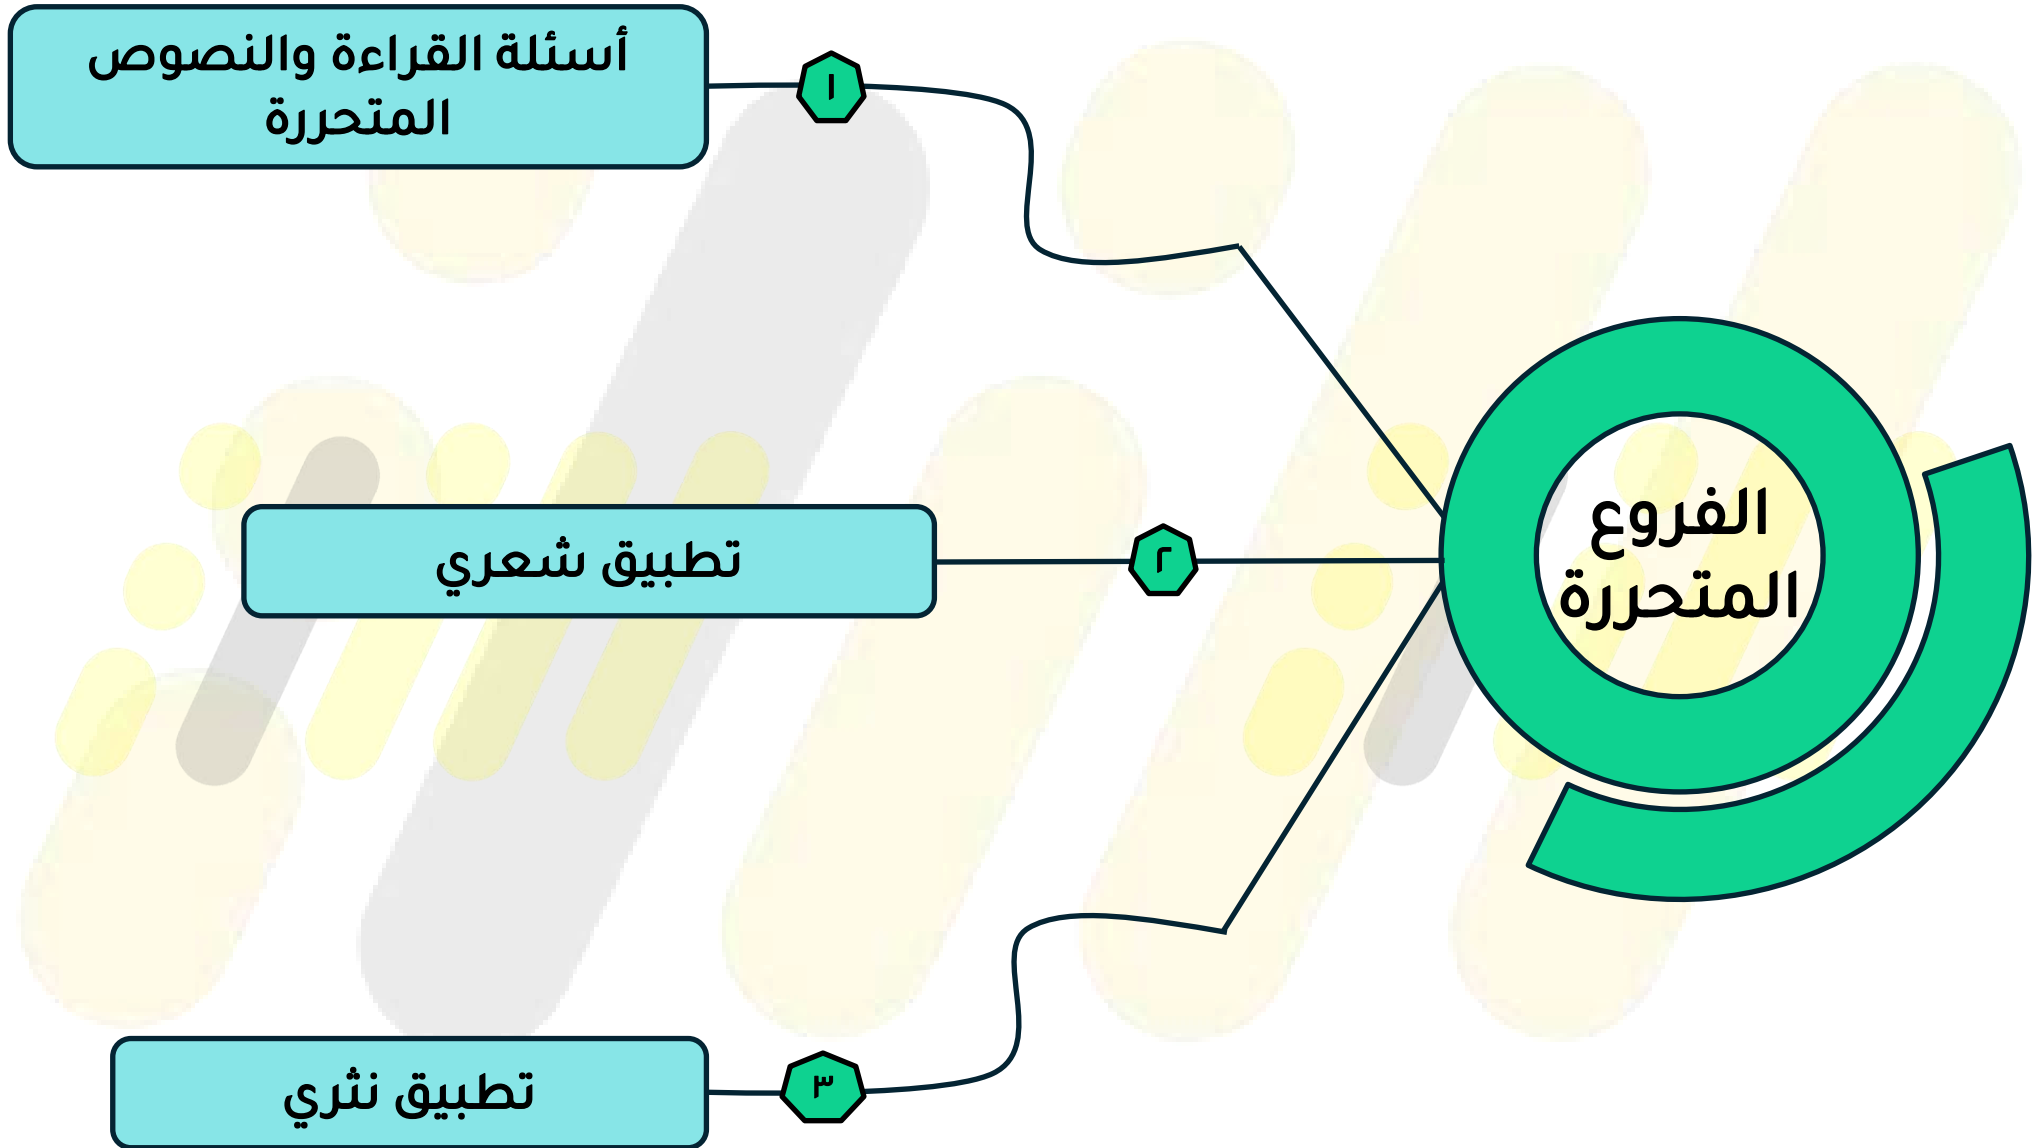 الفروع
المتحررة
١
أسئلة القراءة والنصوص
المتحررة
٢
تطبيق شعري
٣
تطبيق نثري